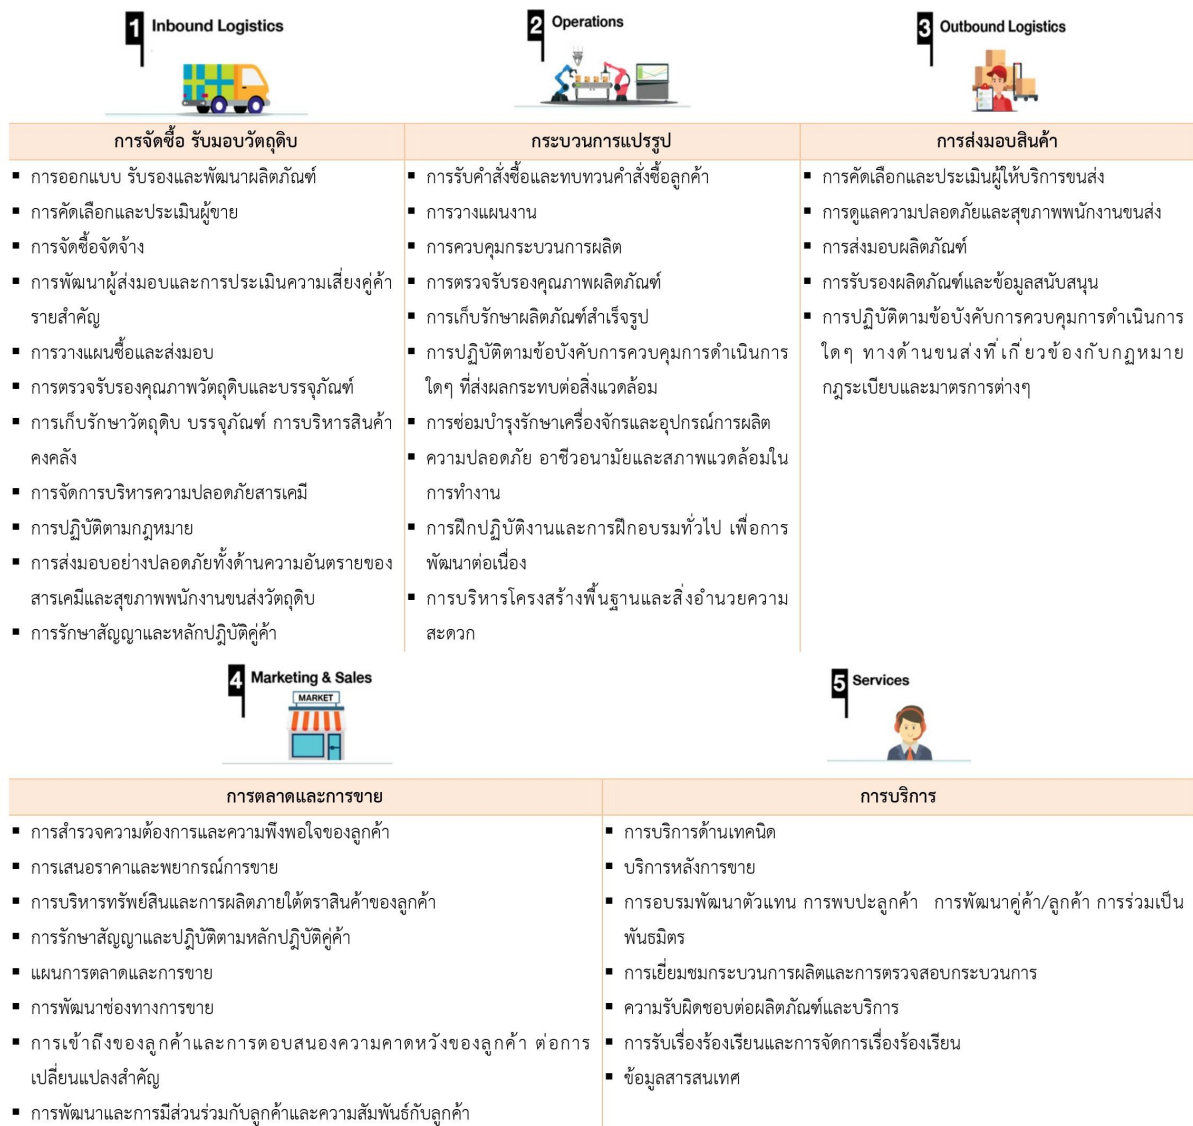 1 Inbound Logistics
การจัดซื้อ รับมอบวัตถุดิบ
▪ การออกแบบ รับรองและพัฒนาผลิตภัณฑ์
▪ การคัดเลือกและประเมินผู้ขาย
▪ การจัดซื้อจัดจ้าง
▪ การพัฒนาผู้ส่งมอบและการประเมินความเสี่ยงคู่ค้า
รายสำคัญ
▪ การวางแผนซื้อและส่งมอบ
▪ การตรวจรับรองคุณภาพวัตถุดิบและบรรจุภัณฑ์
▪ การเก็บรักษาวัตถุดิบ บรรจุภัณฑ์ การบริหารสินค้า
คงคลัง
▪ การจัดการบริหารความปลอดภัยสารเคมี
▪ การปฏิบัติตามกฎหมาย
▪ การส่งมอบอย่างปลอดภัยทั้งด้านความอันตรายของ
สารเคมีและสุขภาพพนักงานขนส่งวัตถุดิบ
▪ การรักษาสัญญาและหลักปฏิบัติคู่ค้า
2 Operations
กระบวนการแปรรูป
▪ การรับคำสั่งซื้อและทบทวนคำสั่งซื้อลูกค้า
▪ การวางแผนงาน
▪ การควบคุมกระบวนการผลิต
▪ การตรวจรับรองคุณภาพผลิตภัณฑ์
▪ การเก็บรักษาผลิตภัณฑ์สำเร็จรูป
▪ การปฏิบัติตามข้อบังคับการควบคุมการดำเนินการ
ใดๆ ที่ส่งผลกระทบต่อสิ่งแวดล้อม
▪ การซ่อมบำรุงรักษาเครื่องจักรและอุปกรณ์การผลิต
▪ ความปลอดภัย อาชีวอนามัยและสภาพแวดล้อมใน
การทำงาน
▪ การฝึกปฏิบัติงานและการฝึกอบรมทั่วไป เพื่อการ
พัฒนาต่อเนื่อง
▪ การบริหารโครงสร้างพื้นฐานและสิ่งอำนวยความ
สะดวก
3 Outbound Logistics
การส่งมอบสินค้า
▪ การคัดเลือกและประเมินผู้ให้บริการขนส่ง
▪ การดูแลความปลอดภัยและสุขภาพพนักงานขนส่ง
▪ การส่งมอบผลิตภัณฑ์
▪ การรับรองผลิตภัณฑ์และข้อมูลสนับสนุน
▪ การปฏิบัติตามข้อบังคับการควบคุมการดำเนินการ
ใดๆ ทางด้านขนส่งที่เกี่ยวข้องกับกฎหมาย
กฎระเบียบและมาตรการต่างๆ
4 Marketing & Sales
MARKET
การตลาดและการขาย
▪ การสำรวจความต้องการและความพึงพอใจของลูกค้า
▪ การเสนอราคาและพยากรณ์การขาย
▪ การบริหารทรัพย์สินและการผลิตภายใต้ตราสินค้าของลูกค้า
▪ การรักษาสัญญาและปฏิบัติตามหลักปฏิบัติคู่ค้า
▪ แผนการตลาดและการขาย
▪ การพัฒนาช่องทางการขาย
▪ การเข้าถึงของลูกค้าและการตอบสนองความคาดหวังของลูกค้า ต่อการ
เปลี่ยนแปลงสำคัญ
▪ การพัฒนาและการมีส่วนร่วมกับลูกค้าและความสัมพันธ์กับลูกค้า
5 Services
การบริการ
▪ การบริการด้านเทคนิด
▪ บริการหลังการขาย
▪ การอบรมพัฒนาตัวแทน การพบปะลูกค้า การพัฒนาคู่ค้า/ลูกค้า การร่วมเป็น
พันธมิตร
▪ การเยี่ยมชมกระบวนการผลิตและการตรวจสอบกระบวนการ
▪ ความรับผิดชอบต่อผลิตภัณฑ์และบริการ
▪ การรับเรื่องร้องเรียนและการจัดการเรื่องร้องเรียน
▪ ข้อมูลสารสนเทศ